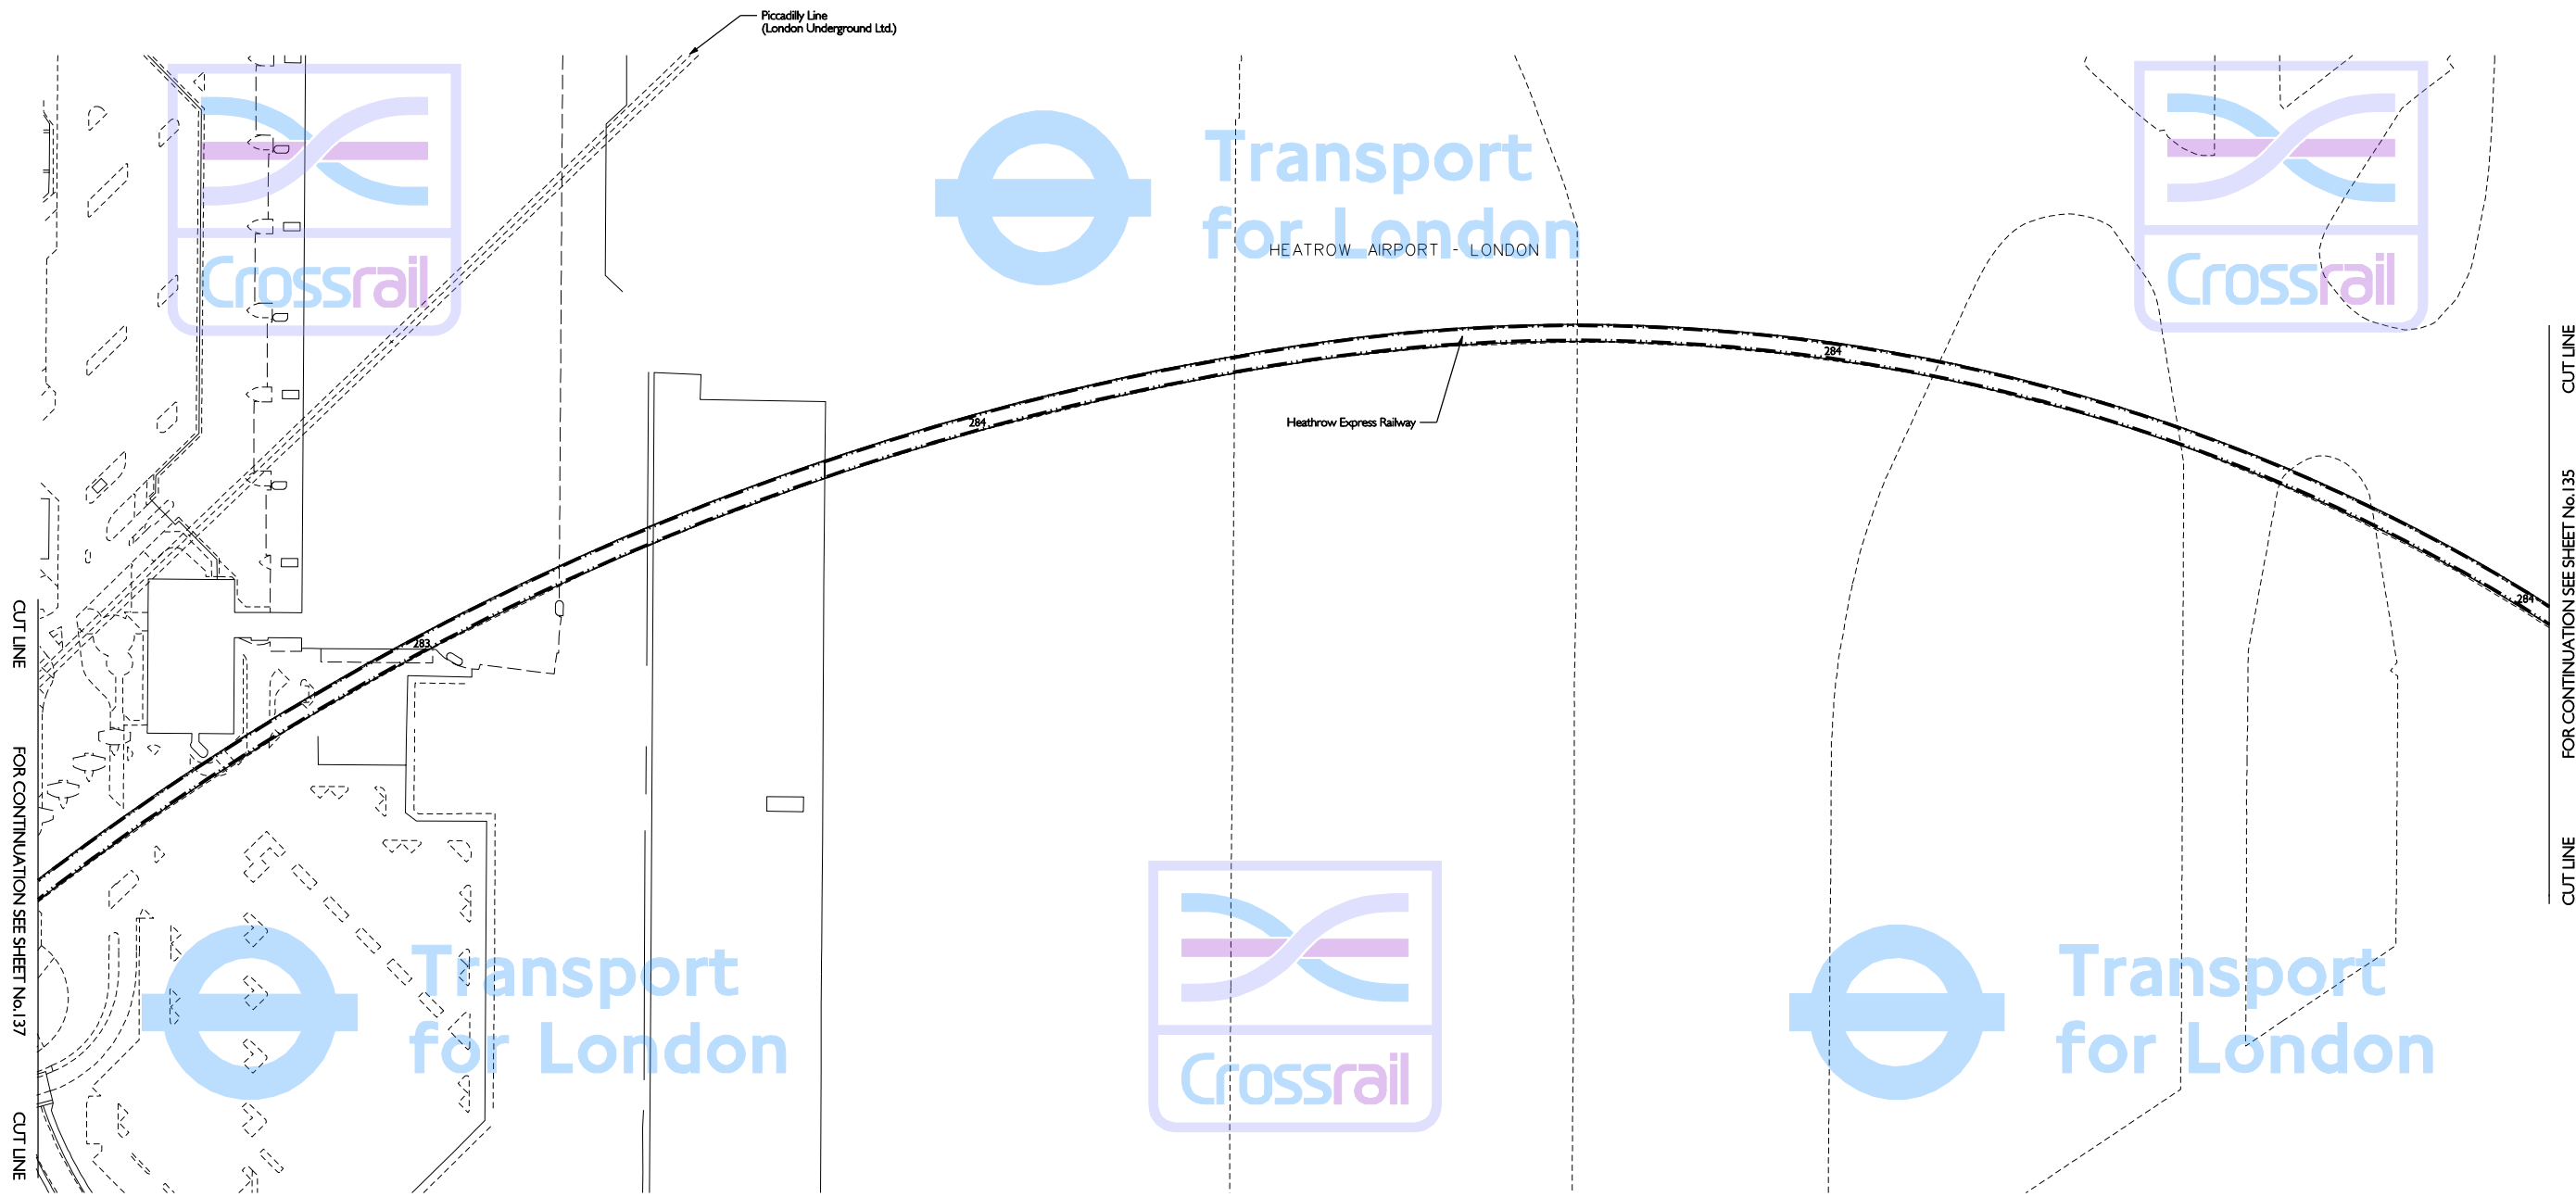 Piccadilly Line
(London Underground Ltd.)
Crossrail
Transport
for London
HEATROW AIRPORT - LONDON
Crossrail
284
284
Heathrow Express Railway
283
284
CUT LINE
FOR CONTINUATION SEE SHEET No.137
CUT LINE
CUT LINE
FOR CONTINUATION SEE SHEET No.135
CUT LINE
Transport
for London
Crossrail
Transport
for London